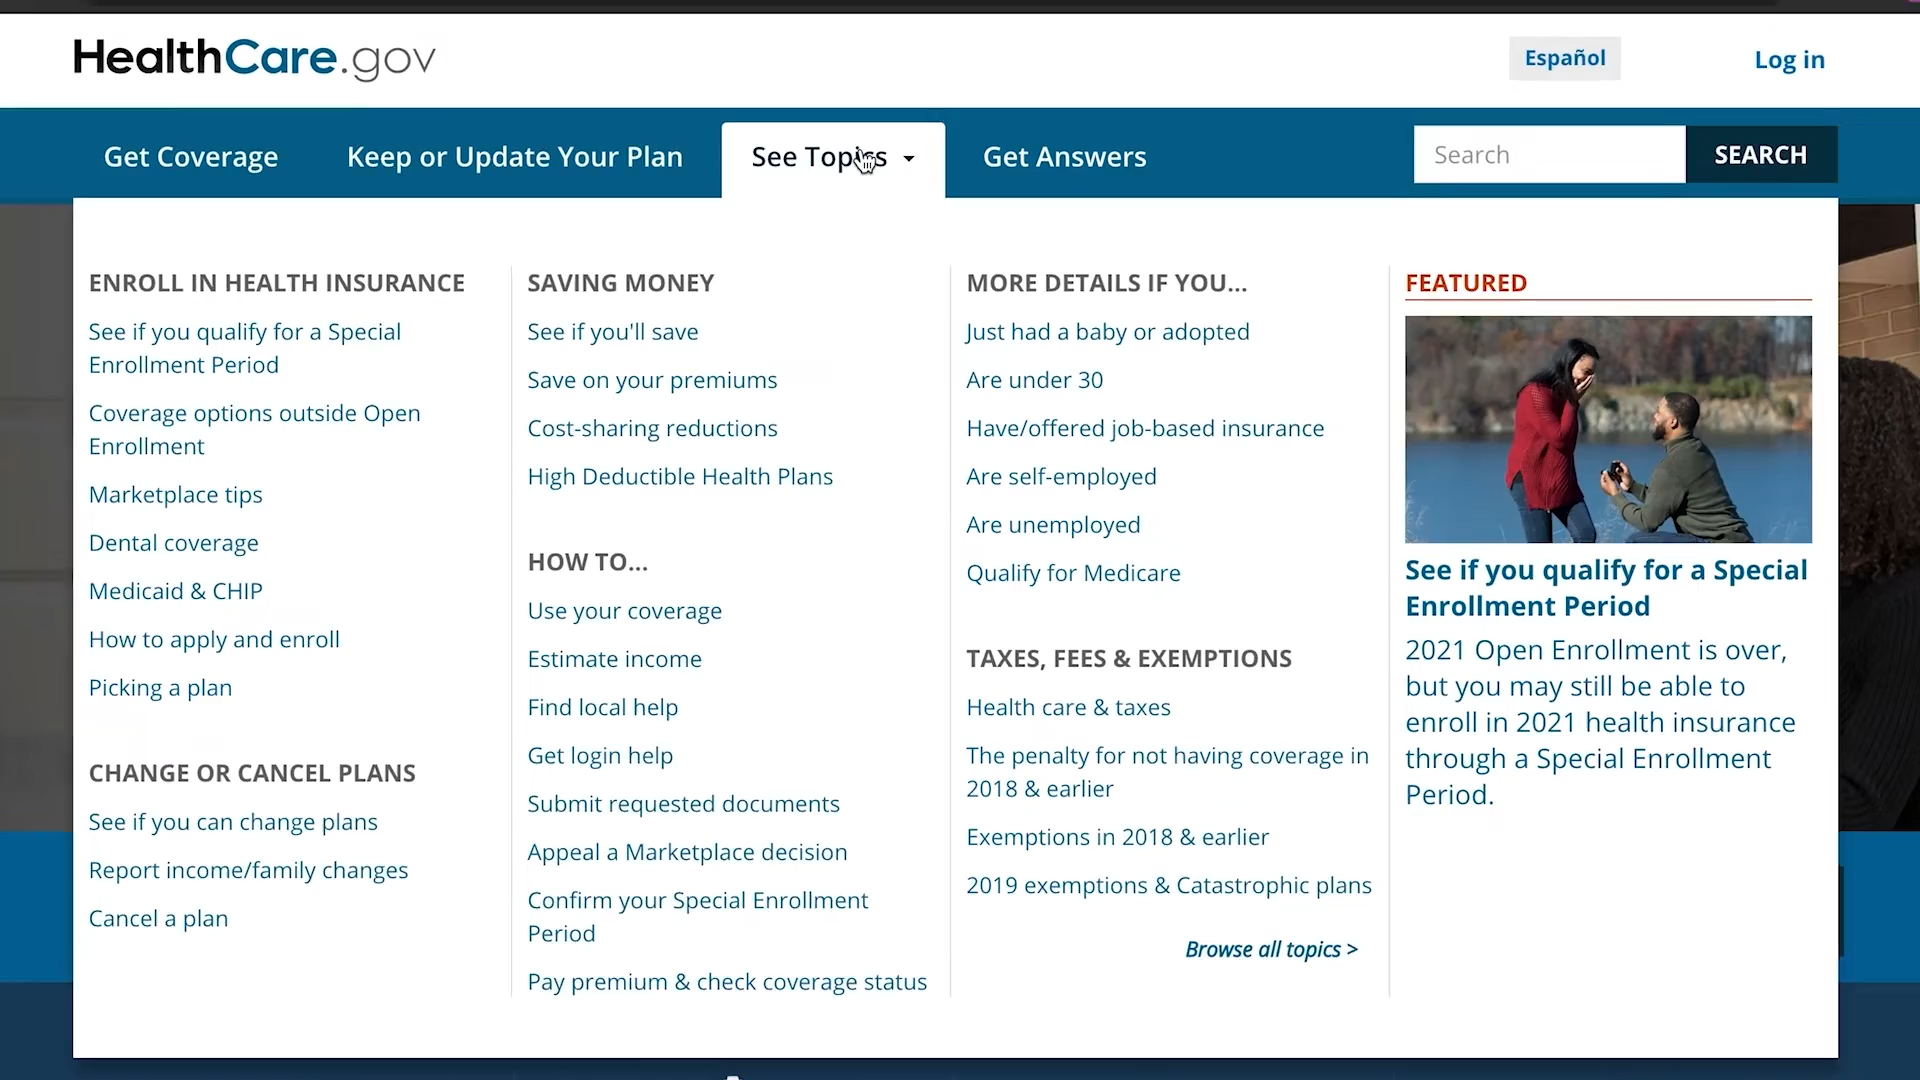 HealthCare.gov
Español
Log in
Get Coverage
Keep or Update Your Plan
See Topics
Get Answers
Search
SEARCH
ENROLL IN HEALTH INSURANCE
See if you qualify for a Special
Enrollment Period
Coverage options outside Open
Enrollment
Marketplace tips
Dental coverage
Medicaid & CHIP
How to apply and enroll
Picking a plan
CHANGE OR CANCEL PLANS
See if you can change plans
Report income/family changes
Cancel a plan
SAVING MONEY
See if you'll save
Save on your premiums
Cost-sharing reductions
High Deductible Health Plans
HOW TO...
Use your coverage
Estimate income
Find local help
Get login help
Submit requested documents
Appeal a Marketplace decision
Confirm your Special Enrollment
Period
Pay premium & check coverage status
MORE DETAILS IF YOU...
Just had a baby or adopted
Are under 30
Have/offered job-based insurance
Are self-employed
Are unemployed
Qualify for Medicare
TAXES, FEES & EXEMPTIONS
Health care & taxes
The penalty for not having coverage in
2018 & earlier
Exemptions in 2018 & earlier
2019 exemptions & Catastrophic plans
Browse all topics >
FEATURED
See if you qualify for a Special
Enrollment Period
2021 Open Enrollment is over,
but you may still be able to
enroll in 2021 health insurance
through a Special Enrollment
Period.